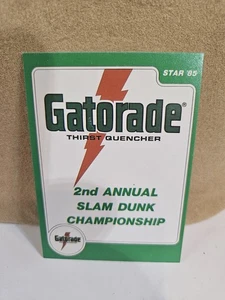 STAR '85
Gatorade®
THIRST QUENCHER
2nd ANNUAL
SLAM DUNK
CHAMPIONSHIP
Gatorade